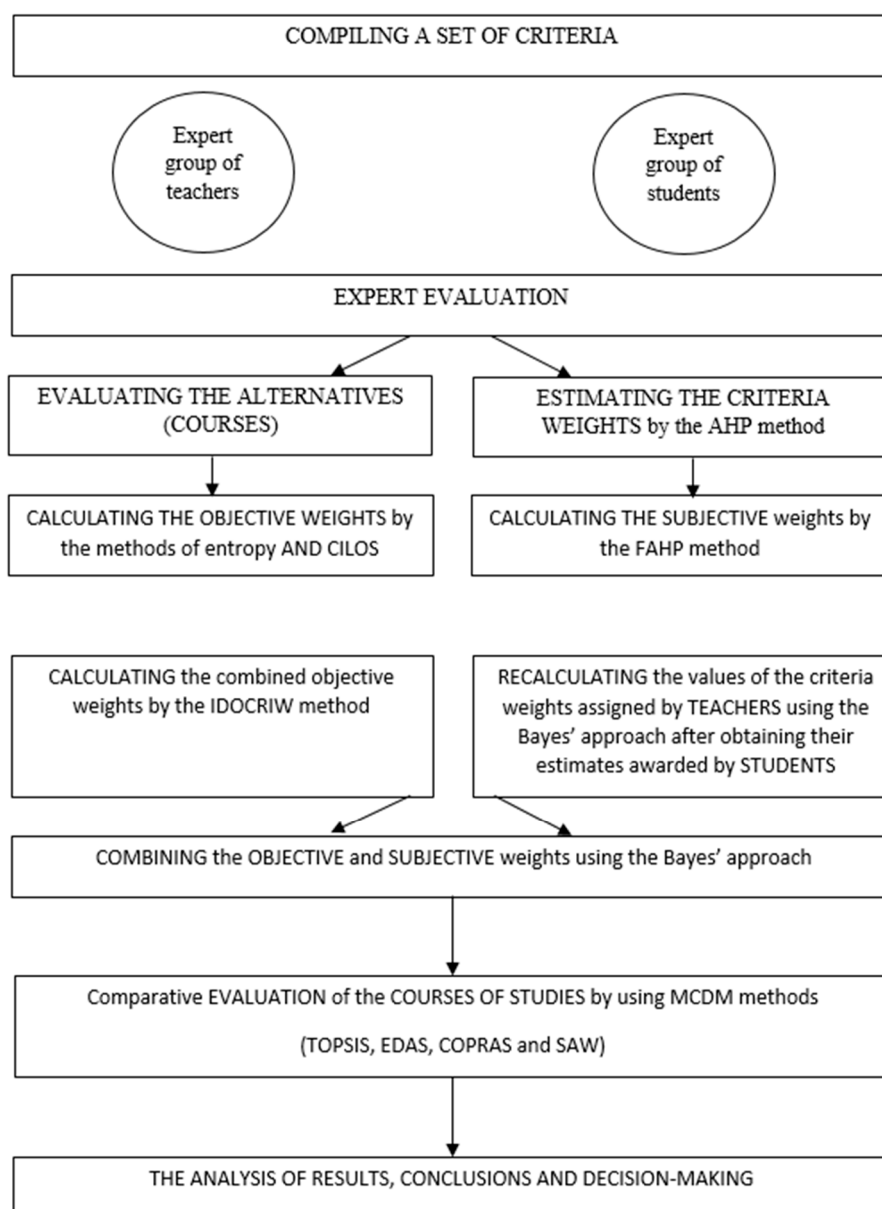 COMPILING A SET OF CRITERIA
Expert
group of
teachers
Expert
group of
students
EXPERT EVALUATION
EVALUATING THE ALTERNATIVES
(COURSES)
ESTIMATING THE CRITERIA
WEIGHTS by the AHP method
CALCULATING THE OBJECTIVE WEIGHTS by
the methods of entropy AND CILOS
CALCULATING THE SUBJECTIVE weights by
the FAHP method
CALCULATING the combined objective
weights by the IDOCRIW method
RECALCULATING the values of the criteria
weights assigned by TEACHERS using the
Bayes’ approach after obtaining their
estimates awarded by STUDENTS
COMBINING the OBJECTIVE and SUBJECTIVE weights using the Bayes’ approach
Comparative EVALUATION of the COURSES OF STUDIES by using MCDM methods
(TOPSIS, EDAS, COPRAS and SAW)
THE ANALYSIS OF RESULTS, CONCLUSIONS AND DECISION-MAKING